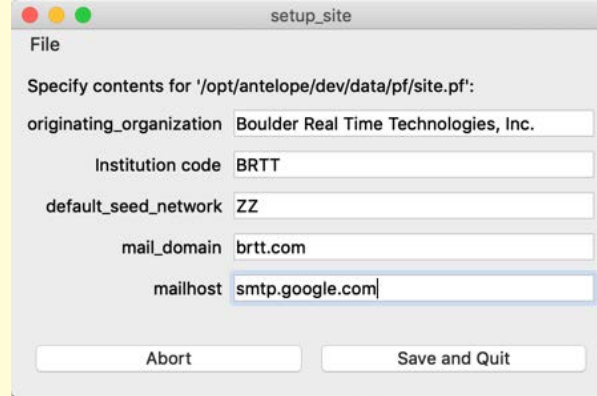 setup_site
File
Specify contents for '/opt/antelope/dev/data/pf/site.pf':
originating_organization Boulder Real Time Technologies, Inc.
Institution code BRTT
default_seed_network ZZ
mail_domain brtt.com
mailhost smtp.google.com
Abort Save and Quit